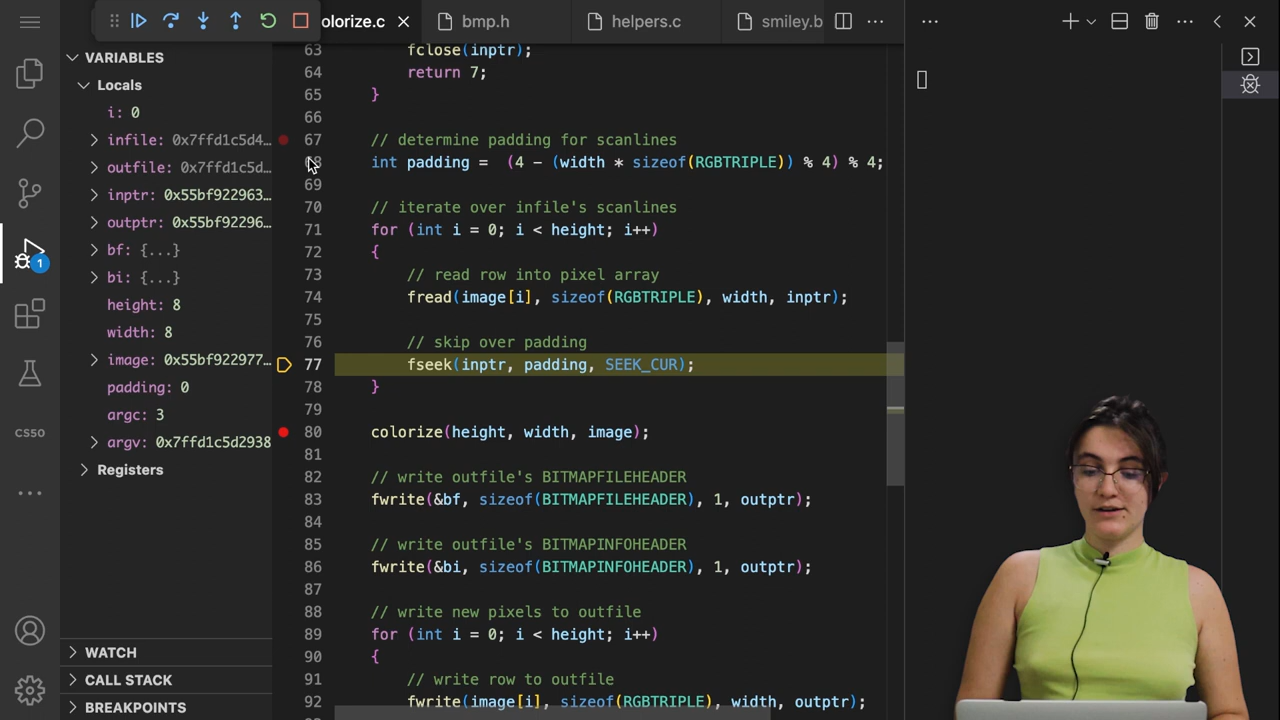 olorize.c
bmp.h
helpers.c
smiley.b
VARIABLES
Locals
i: 0
infile: 0x7ffd1c5d4…
outfile: 0x7ffd1c5d…
inptr: 0x55bf922963…
outptr: 0x55bf92296…
bf: {...}
bi: {...}
height: 8
width: 8
image: 0x55bf922977…
padding: 0
argc: 3
argv: 0x7ffd1c5d2938
Registers
WATCH
CALL STACK
BREAKPOINTS
1
CS50
63 fclose(inptr);
64 return 7;
65 }
66
67 // determine padding for scanlines
68 int padding =  (4 - (width * sizeof(RGBTRIPLE)) % 4) % 4;
69
70 // iterate over infile's scanlines
71 for (int i = 0; i < height; i++)
72 {
73 // read row into pixel array
74 fread(image[i], sizeof(RGBTRIPLE), width, inptr);
75
76 // skip over padding
77 fseek(inptr, padding, SEEK_CUR);
78 }
79
80 colorize(height, width, image);
81
82 // write outfile's BITMAPFILEHEADER
83 fwrite(&bf, sizeof(BITMAPFILEHEADER), 1, outptr);
84
85 // write outfile's BITMAPINFOHEADER
86 fwrite(&bi, sizeof(BITMAPINFOHEADER), 1, outptr);
87
88 // write new pixels to outfile
89 for (int i = 0; i < height; i++)
90 {
91 // write row to outfile
92 fwrite(image[i], sizeof(RGBTRIPLE), width, outptr);